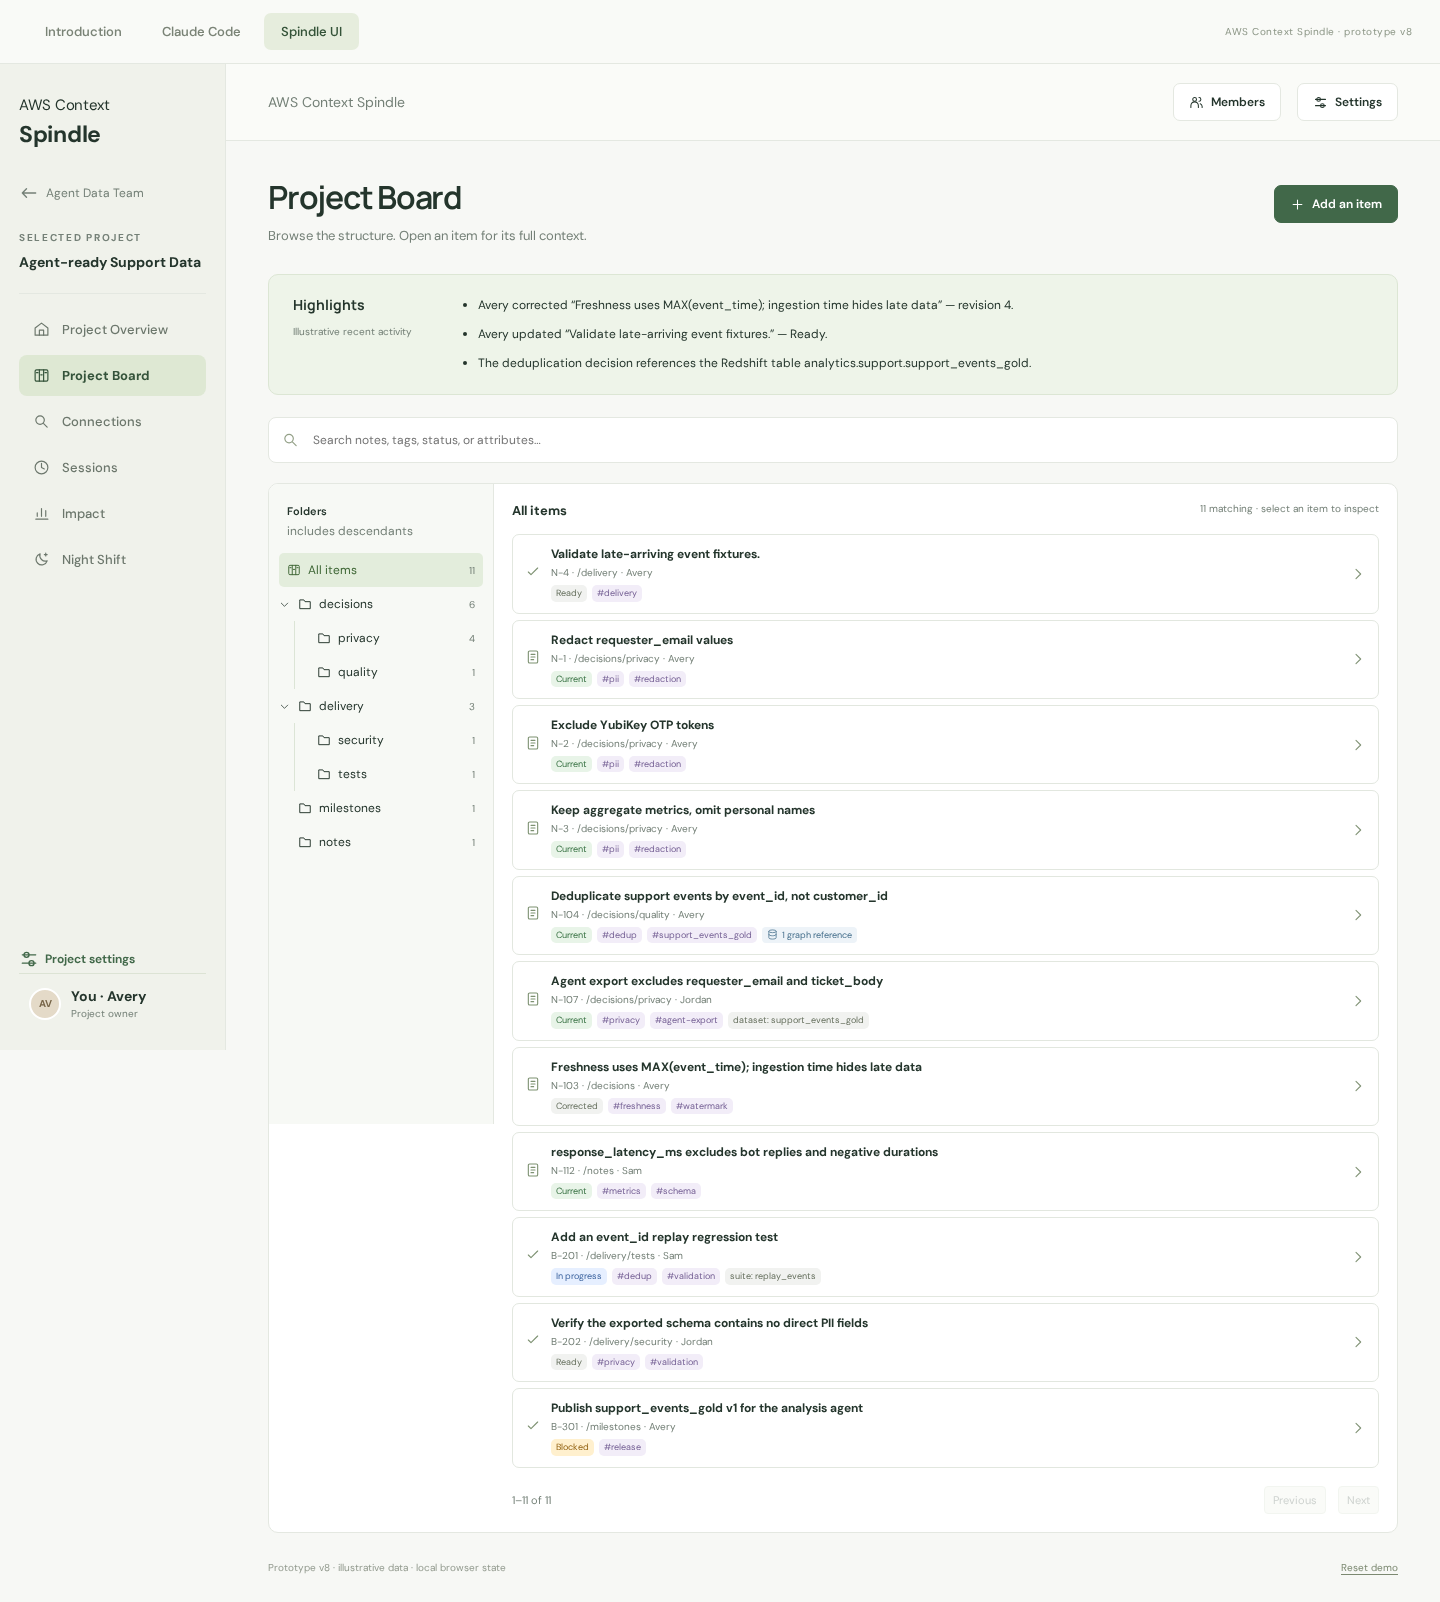 Introduction
Claude Code
Spindle UI
AWS Context Spindle · prototype v8
AWS Context
Spindle
Agent Data Team
SELECTED PROJECT
Agent-ready Support Data
Project Overview
Project Board
Connections
Sessions
Impact
Night Shift
Project settings
AV
You · Avery
Project owner
AWS Context Spindle
Members
Settings
Project Board
Browse the structure. Open an item for its full context.
Add an item
Highlights
Illustrative recent activity
• Avery corrected “Freshness uses MAX(event_time); ingestion time hides late data” — revision 4.
• Avery updated “Validate late-arriving event fixtures.” — Ready.
• The deduplication decision references the Redshift table analytics.support.support_events_gold.
Search notes, tags, status, or attributes…
Folders
includes descendants
All items 11
decisions 6
privacy 4
quality 1
delivery 3
security 1
tests 1
milestones 1
notes 1
All items
11 matching · select an item to inspect
Validate late-arriving event fixtures.
N-4 · /delivery · Avery
Ready #delivery
Redact requester_email values
N-1 · /decisions/privacy · Avery
Current #pii #redaction
Exclude YubiKey OTP tokens
N-2 · /decisions/privacy · Avery
Current #pii #redaction
Keep aggregate metrics, omit personal names
N-3 · /decisions/privacy · Avery
Current #pii #redaction
Deduplicate support events by event_id, not customer_id
N-104 · /decisions/quality · Avery
Current #dedup #support_events_gold 1 graph reference
Agent export excludes requester_email and ticket_body
N-107 · /decisions/privacy · Jordan
Current #privacy #agent-export dataset: support_events_gold
Freshness uses MAX(event_time); ingestion time hides late data
N-103 · /decisions · Avery
Corrected #freshness #watermark
response_latency_ms excludes bot replies and negative durations
N-112 · /notes · Sam
Current #metrics #schema
Add an event_id replay regression test
B-201 · /delivery/tests · Sam
In progress #dedup #validation suite: replay_events
Verify the exported schema contains no direct PII fields
B-202 · /delivery/security · Jordan
Ready #privacy #validation
Publish support_events_gold v1 for the analysis agent
B-301 · /milestones · Avery
Blocked #release
1–11 of 11
Previous
Next
Prototype v8 · illustrative data · local browser state
Reset demo